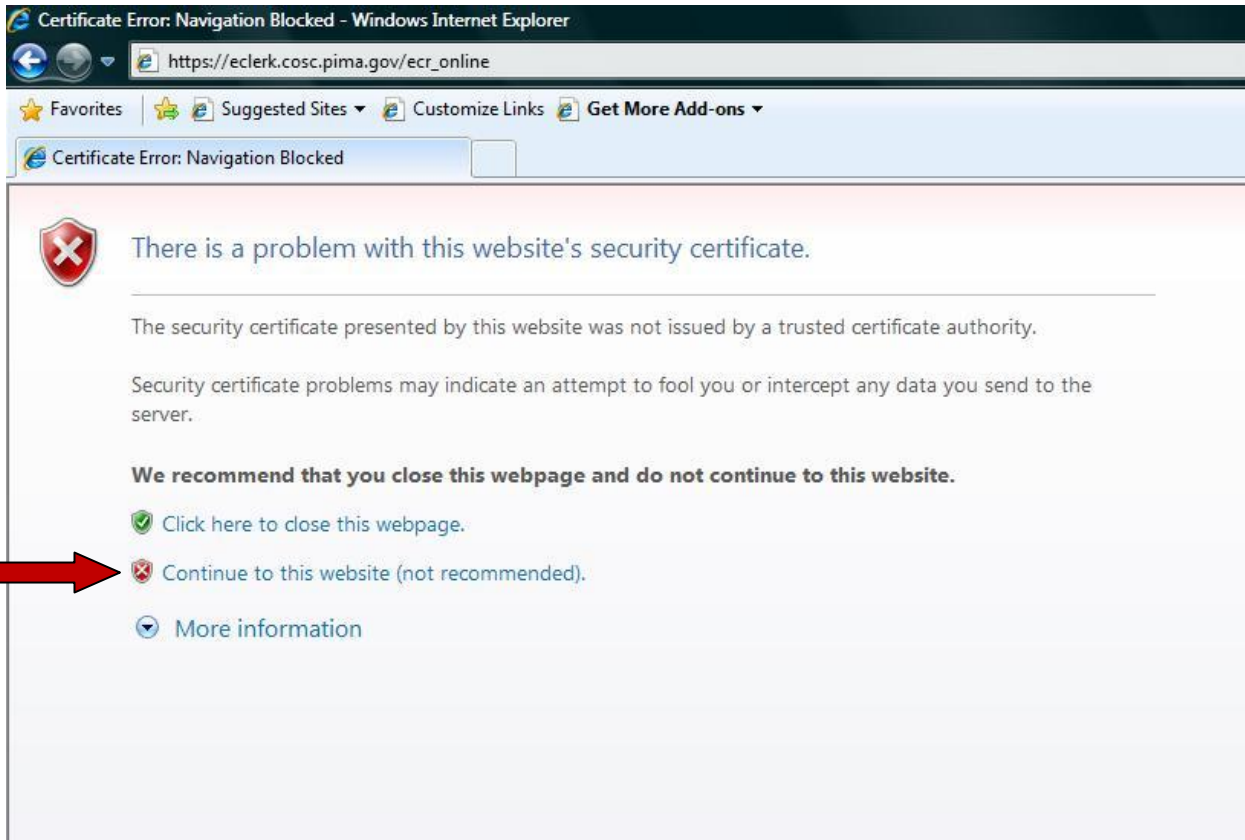 Certificate Error: Navigation Blocked - Windows Internet Explorer
https://eclerk.cosc.pima.gov/ecr_online
Favorites Suggested Sites Customize Links Get More Add-ons
Certificate Error: Navigation Blocked
There is a problem with this website's security certificate.
The security certificate presented by this website was not issued by a trusted certificate authority.
Security certificate problems may indicate an attempt to fool you or intercept any data you send to the
server.
We recommend that you close this webpage and do not continue to this website.
Click here to close this webpage.
Continue to this website (not recommended).
More information